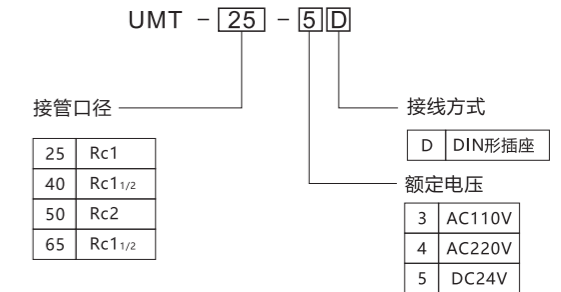 UMT - 25 - 5 D
接管口径
25 Rc1
40 Rc11/2
50 Rc2
65 Rc11/2
接线方式
D DIN形插座
额定电压
3 AC110V
4 AC220V
5 DC24V